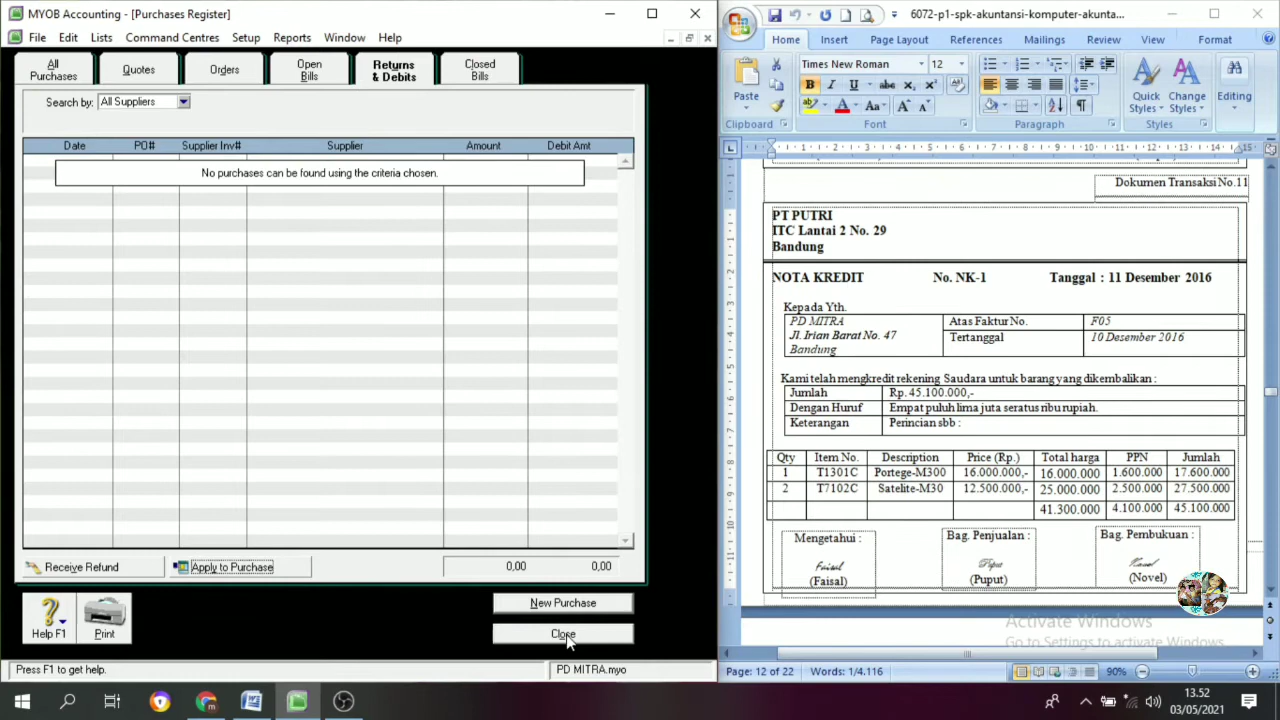 MYOB Accounting - [Purchases Register]
File Edit Lists Command Centres Setup Reports Window Help
All Purchases
Quotes
Orders
Open Bills
Returns & Debits
Closed Bills
Search by: All Suppliers
Date PO# Supplier Inv# Supplier Amount Debit Amt
No purchases can be found using the criteria chosen.
Receive Refund
Apply to Purchase
0,00 0,00
New Purchase
Close
Help F1
Print
Press F1 to get help.
PD MITRA.myo
6072-p1-spk-akuntansi-komputer-akunta...
Home Insert Page Layout References Mailings Review View Format
Times New Roman 12
Paste
Quick Styles
Change Styles
Editing
Clipboard Font Paragraph Styles
Dokumen Transaksi No.11
PT PUTRI
ITC Lantai 2 No. 29
Bandung
NOTA KREDIT No. NK-1 Tanggal : 11 Desember 2016
Kepada Yth.
PD MITRA Atas Faktur No. F05
Jl. Irian Barat No. 47 Tertanggal 10 Desember 2016
Bandung
Kami telah mengkredit rekening Saudara untuk barang yang dikembalikan :
Jumlah Rp. 45.100.000,-
Dengan Huruf Empat puluh lima juta seratus ribu rupiah.
Keterangan Perincian sbb :
Qty Item No. Description Price (Rp.) Total harga PPN Jumlah
1 T1301C Portege-M300 16.000.000,- 16.000.000 1.600.000 17.600.000
2 T7102C Satelite-M30 12.500.000,- 25.000.000 2.500.000 27.500.000
41.300.000 4.100.000 45.100.000
Mengetahui : Bag. Penjualan : Bag. Pembukuan :
Faisal Puput Novel
(Faisal) (Puput) (Novel)
Activate Windows
Go to Settings to activate Windows.
Page: 12 of 22 Words: 1/4.116 90%
13.52
03/05/2021